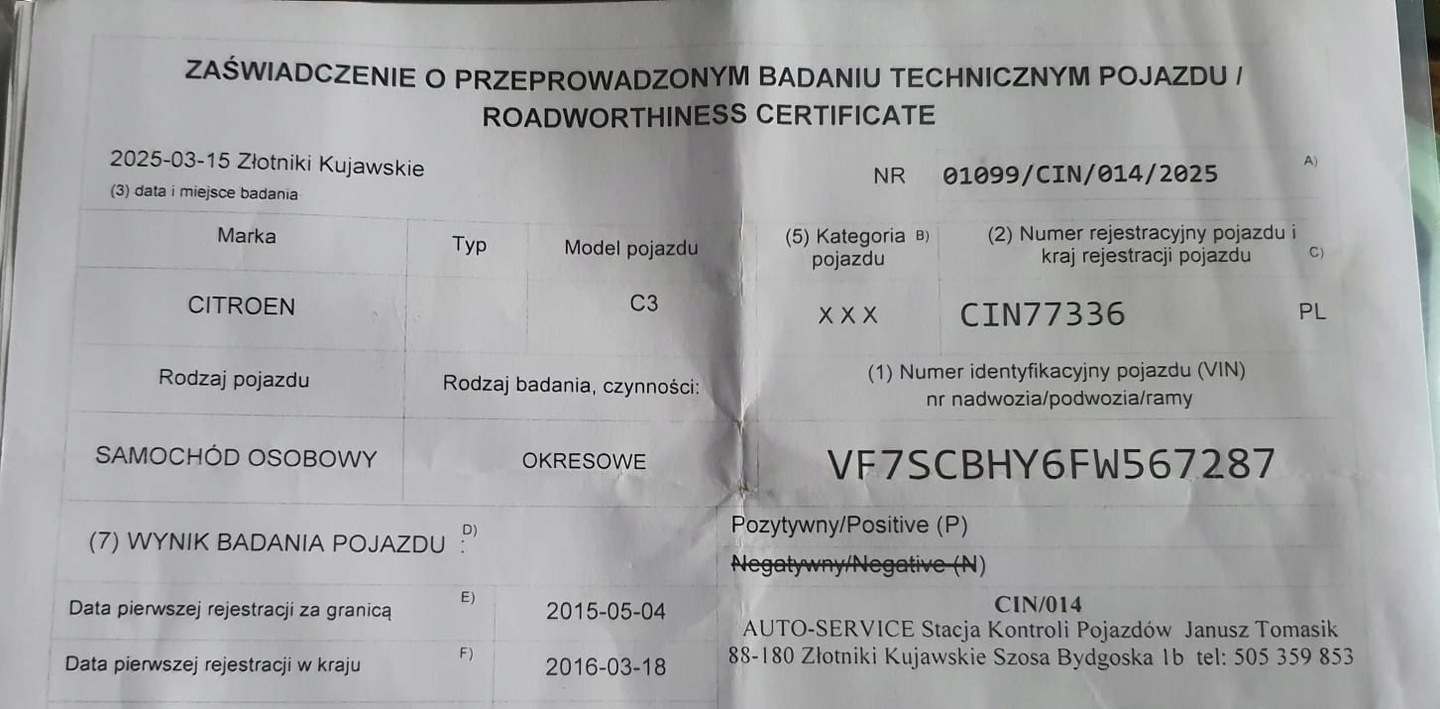 ZAŚWIADCZENIE O PRZEPROWADZONYM BADANIU TECHNICZNYM POJAZDU /
ROADWORTHINESS CERTIFICATE
2025-03-15 Złotniki Kujawskie
(3) data i miejsce badania
NR 01099/CIN/014/2025 A)
Marka Typ Model pojazdu
(5) Kategoria B)
pojazdu
(2) Numer rejestracyjny pojazdu i
kraj rejestracji pojazdu C)
CITROEN C3 X X X CIN77336 PL
Rodzaj pojazdu Rodzaj badania, czynności:
(1) Numer identyfikacyjny pojazdu (VIN)
nr nadwozia/podwozia/ramy
SAMOCHÓD OSOBOWY OKRESOWE VF7SCBHY6FW567287
(7) WYNIK BADANIA POJAZDU D) :
Pozytywny/Positive (P)
Negatywny/Negative (N)
Data pierwszej rejestracji za granicą E) 2015-05-04
Data pierwszej rejestracji w kraju F) 2016-03-18
CIN/014
AUTO-SERVICE Stacja Kontroli Pojazdów Janusz Tomasik
88-180 Złotniki Kujawskie Szosa Bydgoska 1b tel: 505 359 853